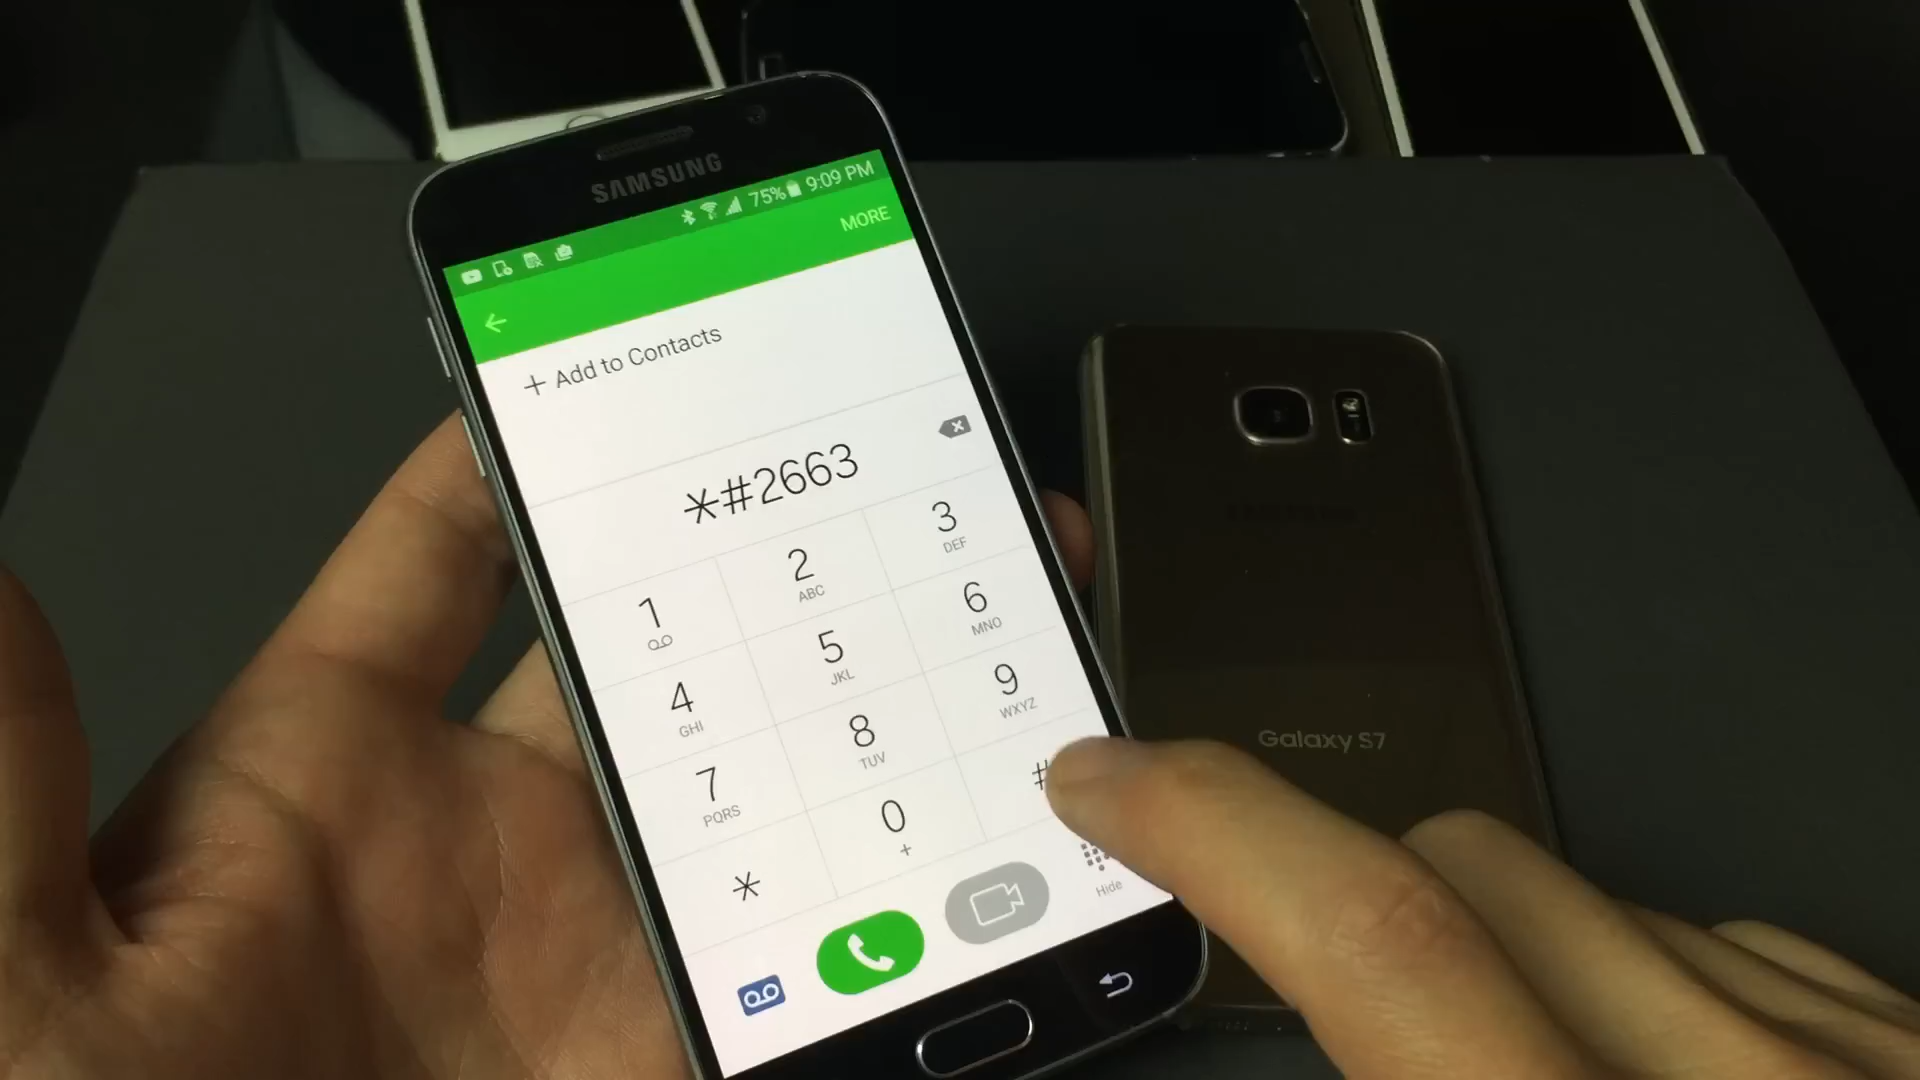 SAMSUNG
75% 9:09 PM
MORE
+ Add to Contacts
*#2663
1
2
ABC
3
DEF
4
GHI
5
JKL
6
MNO
7
PQRS
8
TUV
9
WXYZ
*
0
+
#
Hide
Galaxy S7